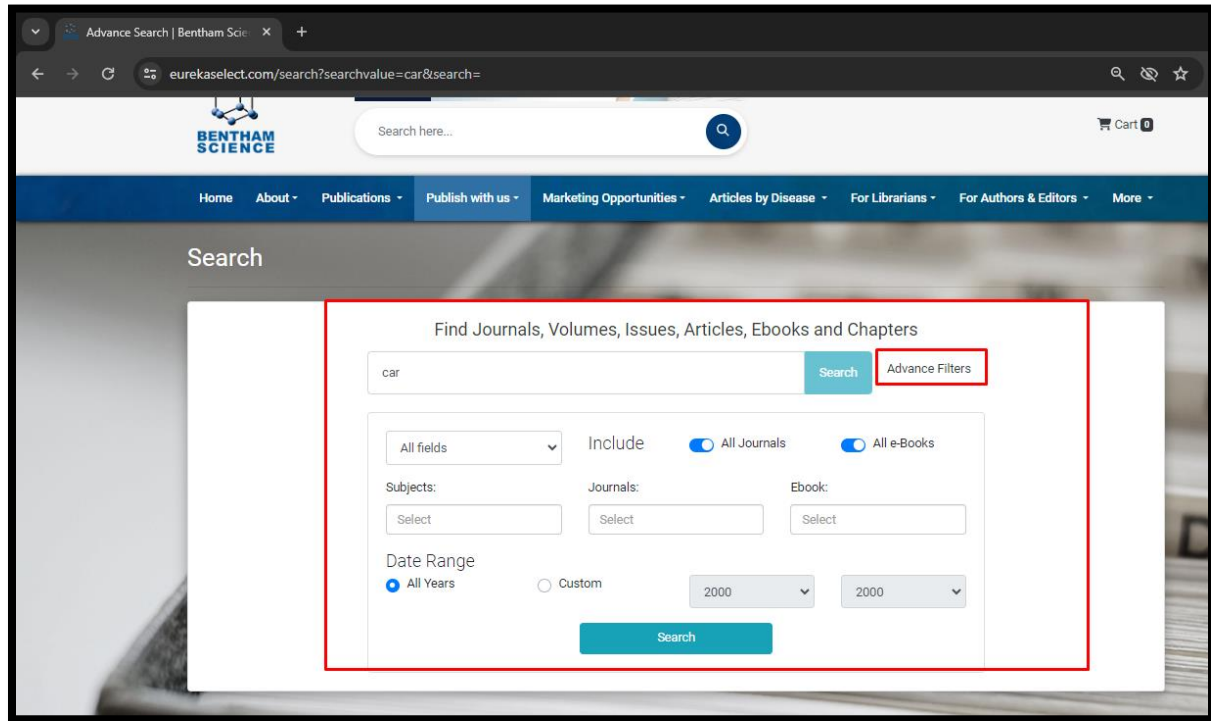 Advance Search | Bentham Scie
eurekaselect.com/search?searchvalue=car&search=
BENTHAM
SCIENCE
Search here...
Cart 0
Home About Publications Publish with us Marketing Opportunities Articles by Disease For Librarians For Authors & Editors More
Search
Find Journals, Volumes, Issues, Articles, Ebooks and Chapters
car Search Advance Filters
All fields Include All Journals All e-Books
Subjects: Journals: Ebook:
Select Select Select
Date Range
All Years Custom 2000 2000
Search